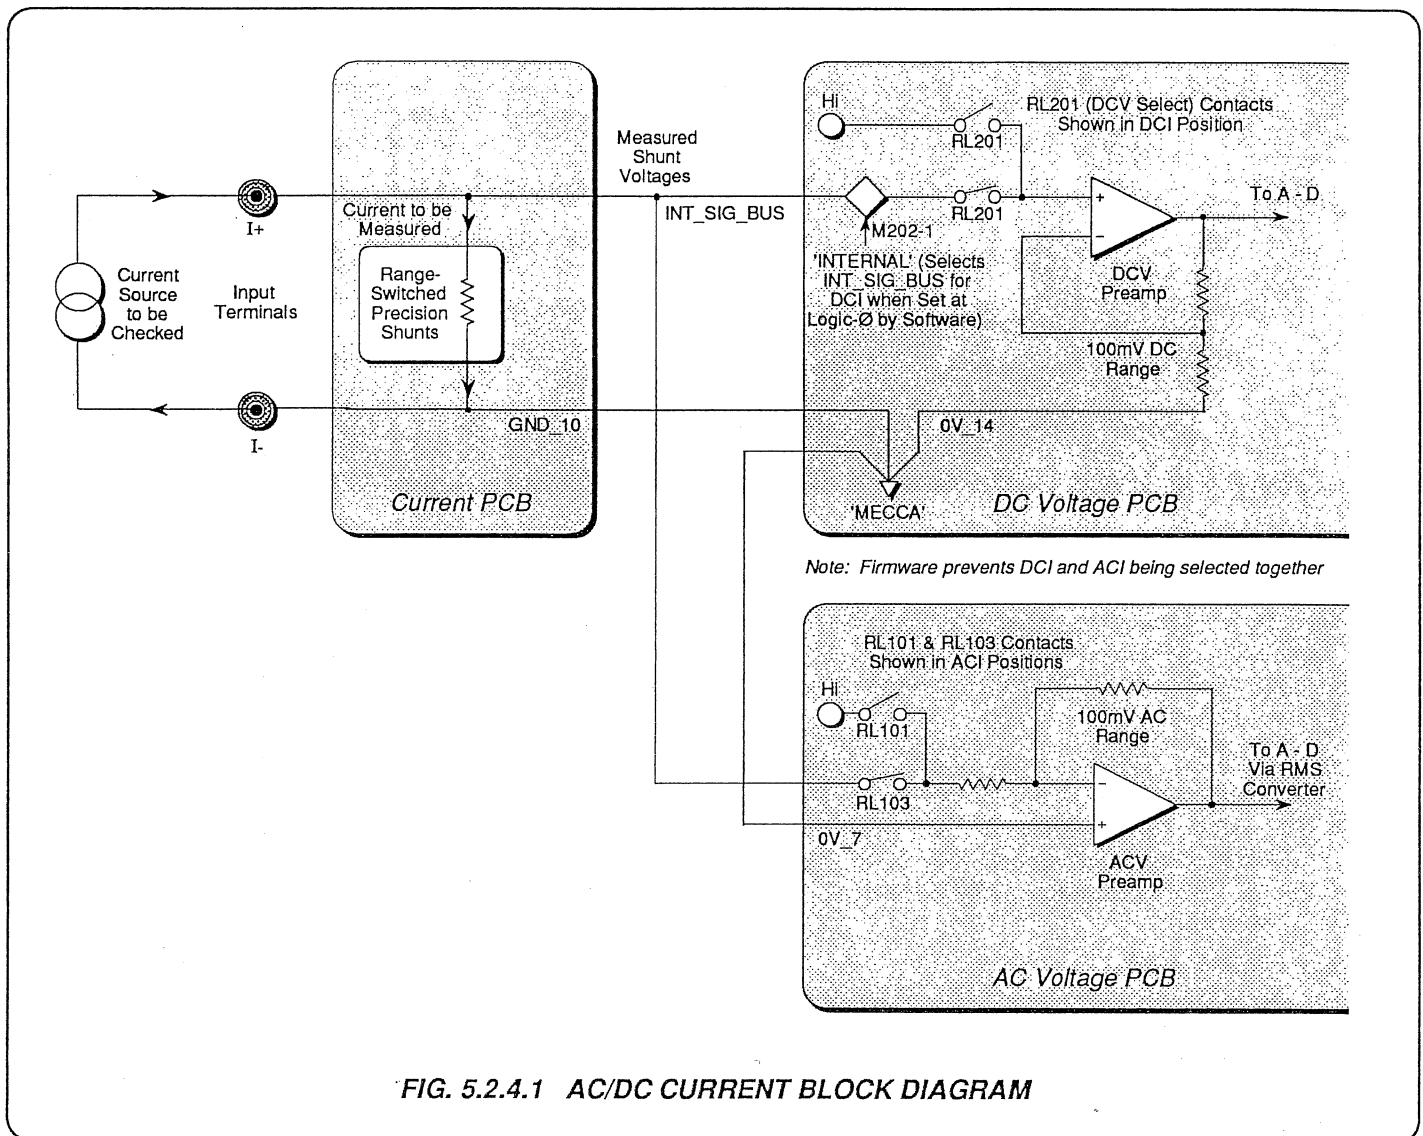 I+
I-
Current
Source
to be
Checked
Input
Terminals
Current to be
Measured
Range-
Switched
Precision
Shunts
GND_10
Current PCB
Measured
Shunt
Voltages
INT_SIG_BUS
Hi
RL201
RL201 (DCV Select) Contacts
Shown in DCI Position
RL201
M202-1
'INTERNAL' (Selects
INT_SIG_BUS for
DCI when Set at
Logic-Ø by Software)
+
-
DCV
Preamp
To A - D
100mV DC
Range
0V_14
'MECCA'
DC Voltage PCB
Note: Firmware prevents DCI and ACI being selected together
RL101 & RL103 Contacts
Shown in ACI Positions
Hi
RL101
RL103
0V_7
100mV AC
Range
-
+
ACV
Preamp
To A - D
Via RMS
Converter
AC Voltage PCB
FIG. 5.2.4.1 AC/DC CURRENT BLOCK DIAGRAM